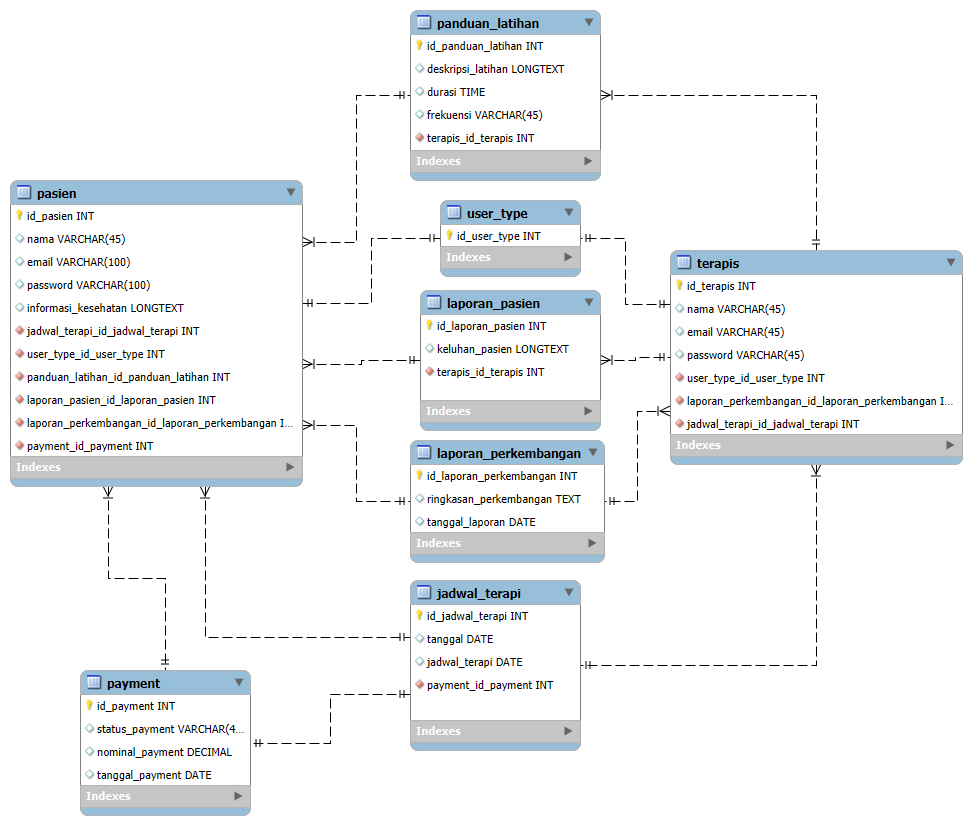 panduan_latihan
id_panduan_latihan INT
deskripsi_latihan LONGTEXT
durasi TIME
frekuensi VARCHAR(45)
terapis_id_terapis INT
Indexes
pasien
id_pasien INT
nama VARCHAR(45)
email VARCHAR(100)
password VARCHAR(100)
informasi_kesehatan LONGTEXT
jadwal_terapi_id_jadwal_terapi INT
user_type_id_user_type INT
panduan_latihan_id_panduan_latihan INT
laporan_pasien_id_laporan_pasien INT
laporan_perkembangan_id_laporan_perkembangan I...
payment_id_payment INT
Indexes
user_type
id_user_type INT
Indexes
laporan_pasien
id_laporan_pasien INT
keluhan_pasien LONGTEXT
terapis_id_terapis INT
Indexes
terapis
id_terapis INT
nama VARCHAR(45)
email VARCHAR(45)
password VARCHAR(45)
user_type_id_user_type INT
laporan_perkembangan_id_laporan_perkembangan I...
jadwal_terapi_id_jadwal_terapi INT
Indexes
laporan_perkembangan
id_laporan_perkembangan INT
ringkasan_perkembangan TEXT
tanggal_laporan DATE
Indexes
jadwal_terapi
id_jadwal_terapi INT
tanggal DATE
jadwal_terapi DATE
payment_id_payment INT
Indexes
payment
id_payment INT
status_payment VARCHAR(4...
nominal_payment DECIMAL
tanggal_payment DATE
Indexes